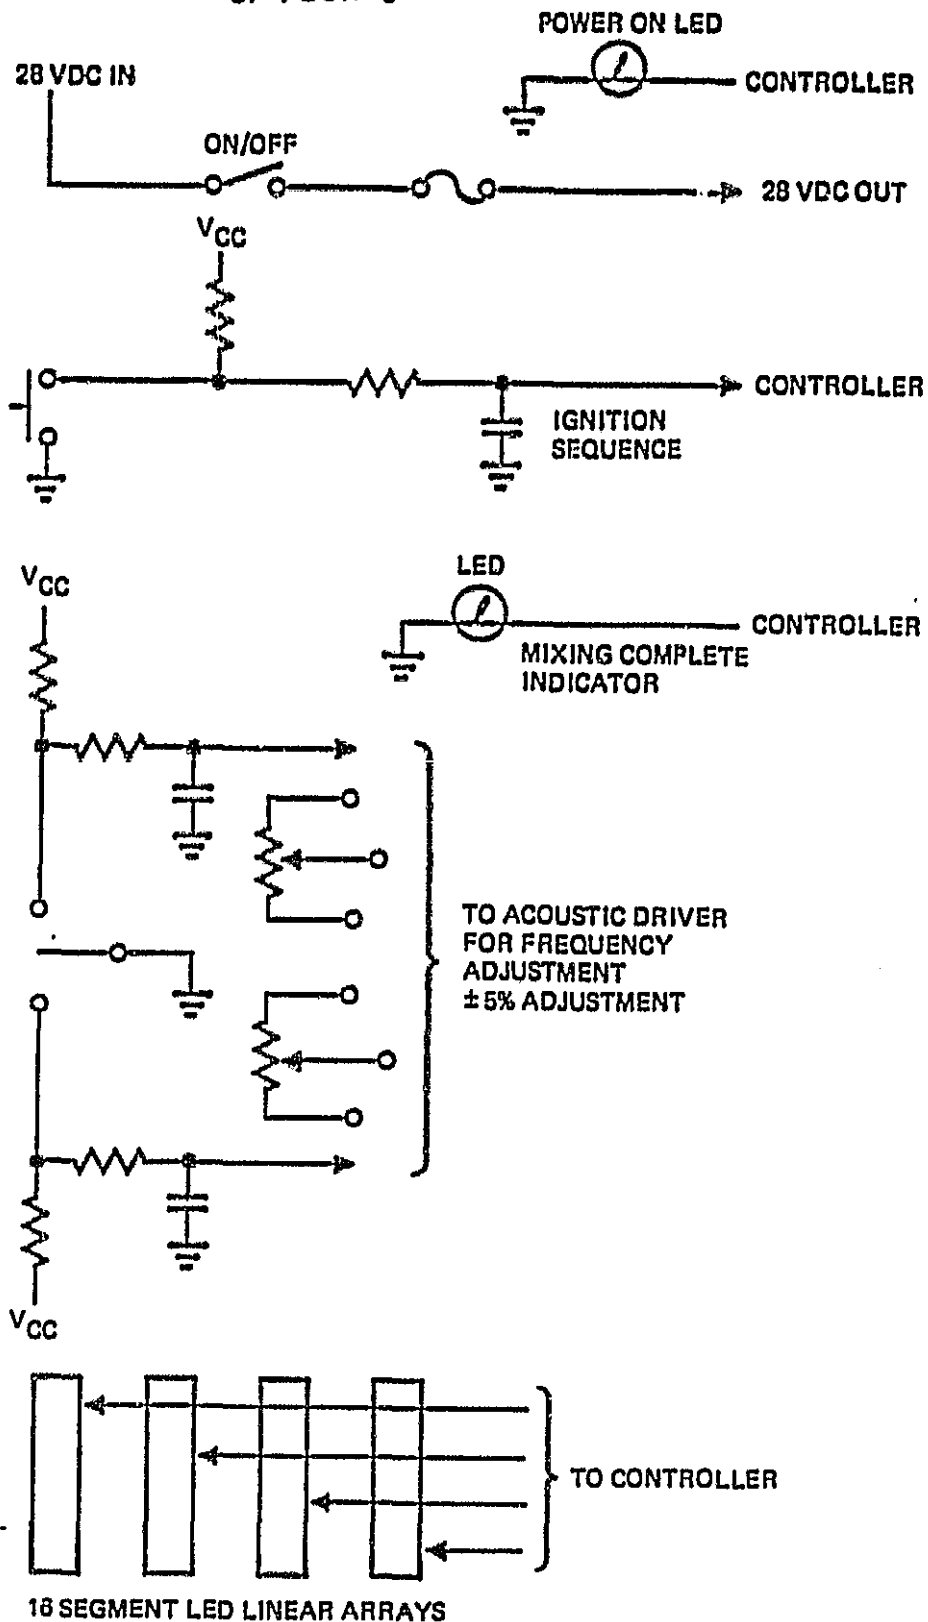 POWER ON LED
28 VDC IN
CONTROLLER
ON/OFF
28 VDC OUT
VCC
CONTROLLER
IGNITION
SEQUENCE
VCC
LED
CONTROLLER
MIXING COMPLETE
INDICATOR
TO ACOUSTIC DRIVER
FOR FREQUENCY
ADJUSTMENT
±5% ADJUSTMENT
VCC
TO CONTROLLER
16 SEGMENT LED LINEAR ARRAYS